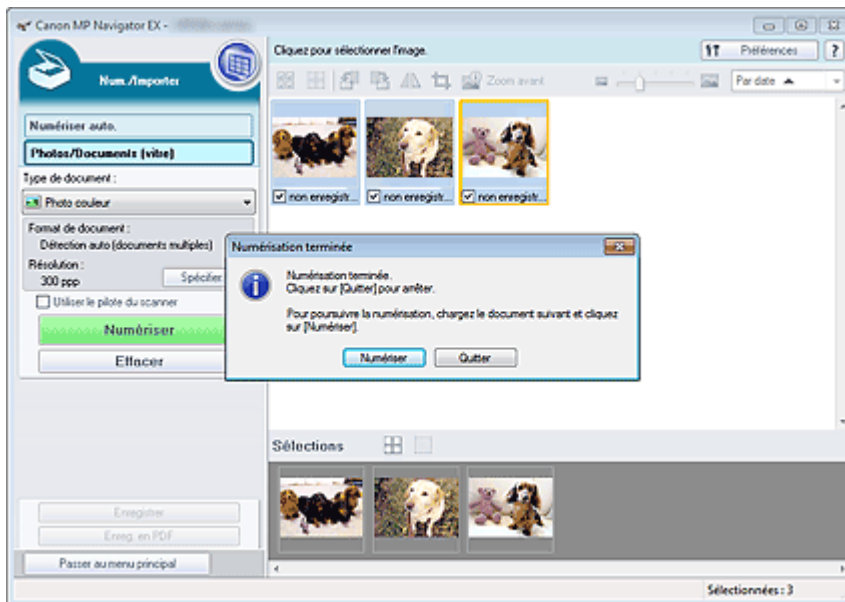 Canon MP Navigator EX -
Cliquez pour sélectionner l'image.
Préférences
?
Num./Importer
Zoom avant
Par date
Numériser auto.
Photos/Documents (vitre)
Type de document :
Photo couleur
Format de document :
Détection auto (documents multiples)
Résolution :
300 ppp
Spécifier
Utiliser le pilote du scanner
Numériser
Effacer
non enregistr...
non enregistr...
non enregistr...
Numérisation terminée
Numérisation terminée.
Cliquez sur [Quitter] pour arrêter.
Pour poursuivre la numérisation, chargez le document suivant et cliquez
sur [Numériser].
Numériser
Quitter
Sélections
Enregistrer
Enreg. en PDF
Passer au menu principal
Sélectionnées : 3